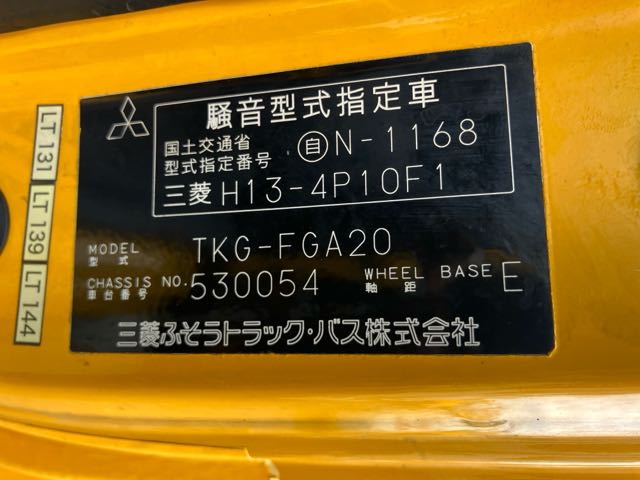 騒音型式指定車
国土交通省
型式指定番号 自N-1168
三菱 H13-4P10F1
MODEL
型式 TKG-FGA20
CHASSIS NO. 530054 WHEEL BASE E
車台番号 軸距
三菱ふそうトラック・バス株式会社
LT 131
LT 139
LT 144